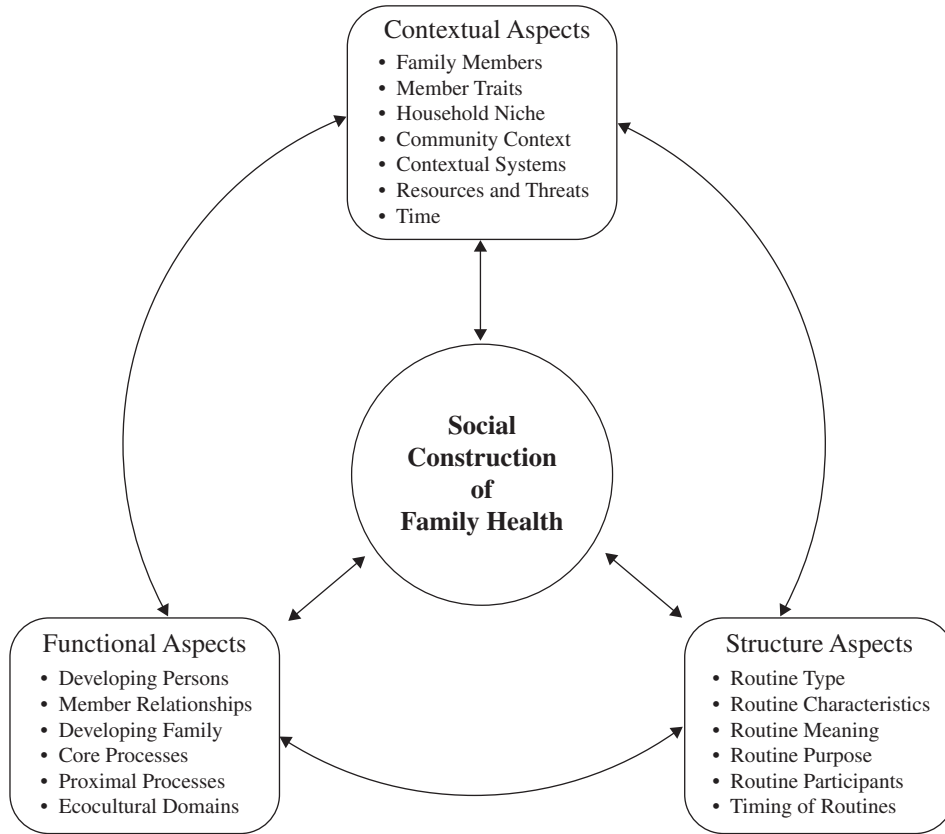 Contextual Aspects
• Family Members
• Member Traits
• Household Niche
• Community Context
• Contextual Systems
• Resources and Threats
• Time
Social
Construction
of
Family Health
Functional Aspects
• Developing Persons
• Member Relationships
• Developing Family
• Core Processes
• Proximal Processes
• Ecocultural Domains
Structure Aspects
• Routine Type
• Routine Characteristics
• Routine Meaning
• Routine Purpose
• Routine Participants
• Timing of Routines